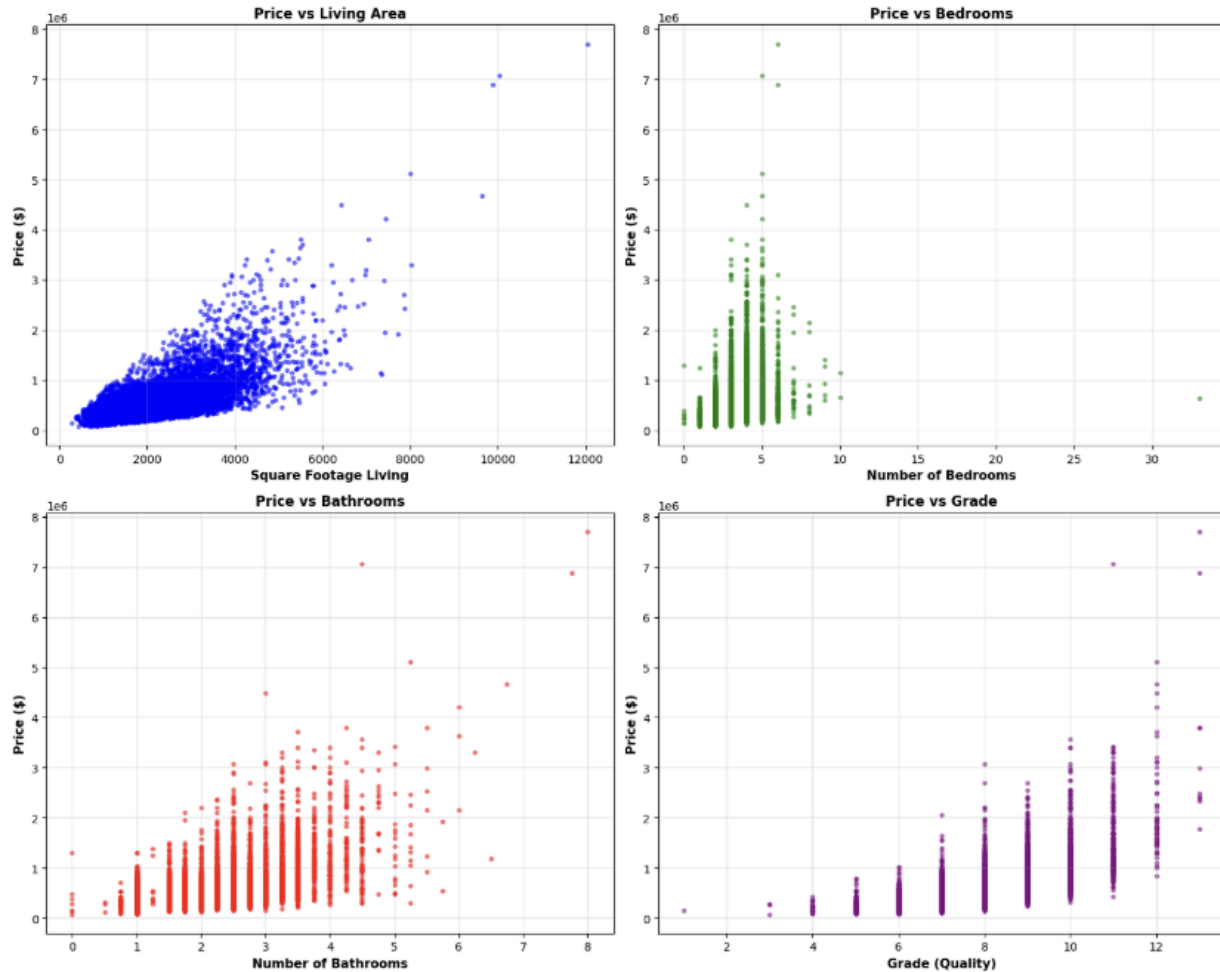 Price vs Living Area
1e6
8
7
6
5
4
3
2
1
0
Price ($)
0 2000 4000 6000 8000 10000 12000
Square Footage Living
Price vs Bedrooms
1e6
8
7
6
5
4
3
2
1
0
Price ($)
0 5 10 15 20 25 30
Number of Bedrooms
Price vs Bathrooms
1e6
8
7
6
5
4
3
2
1
0
Price ($)
0 1 2 3 4 5 6 7 8
Number of Bathrooms
Price vs Grade
1e6
8
7
6
5
4
3
2
1
0
Price ($)
2 4 6 8 10 12
Grade (Quality)